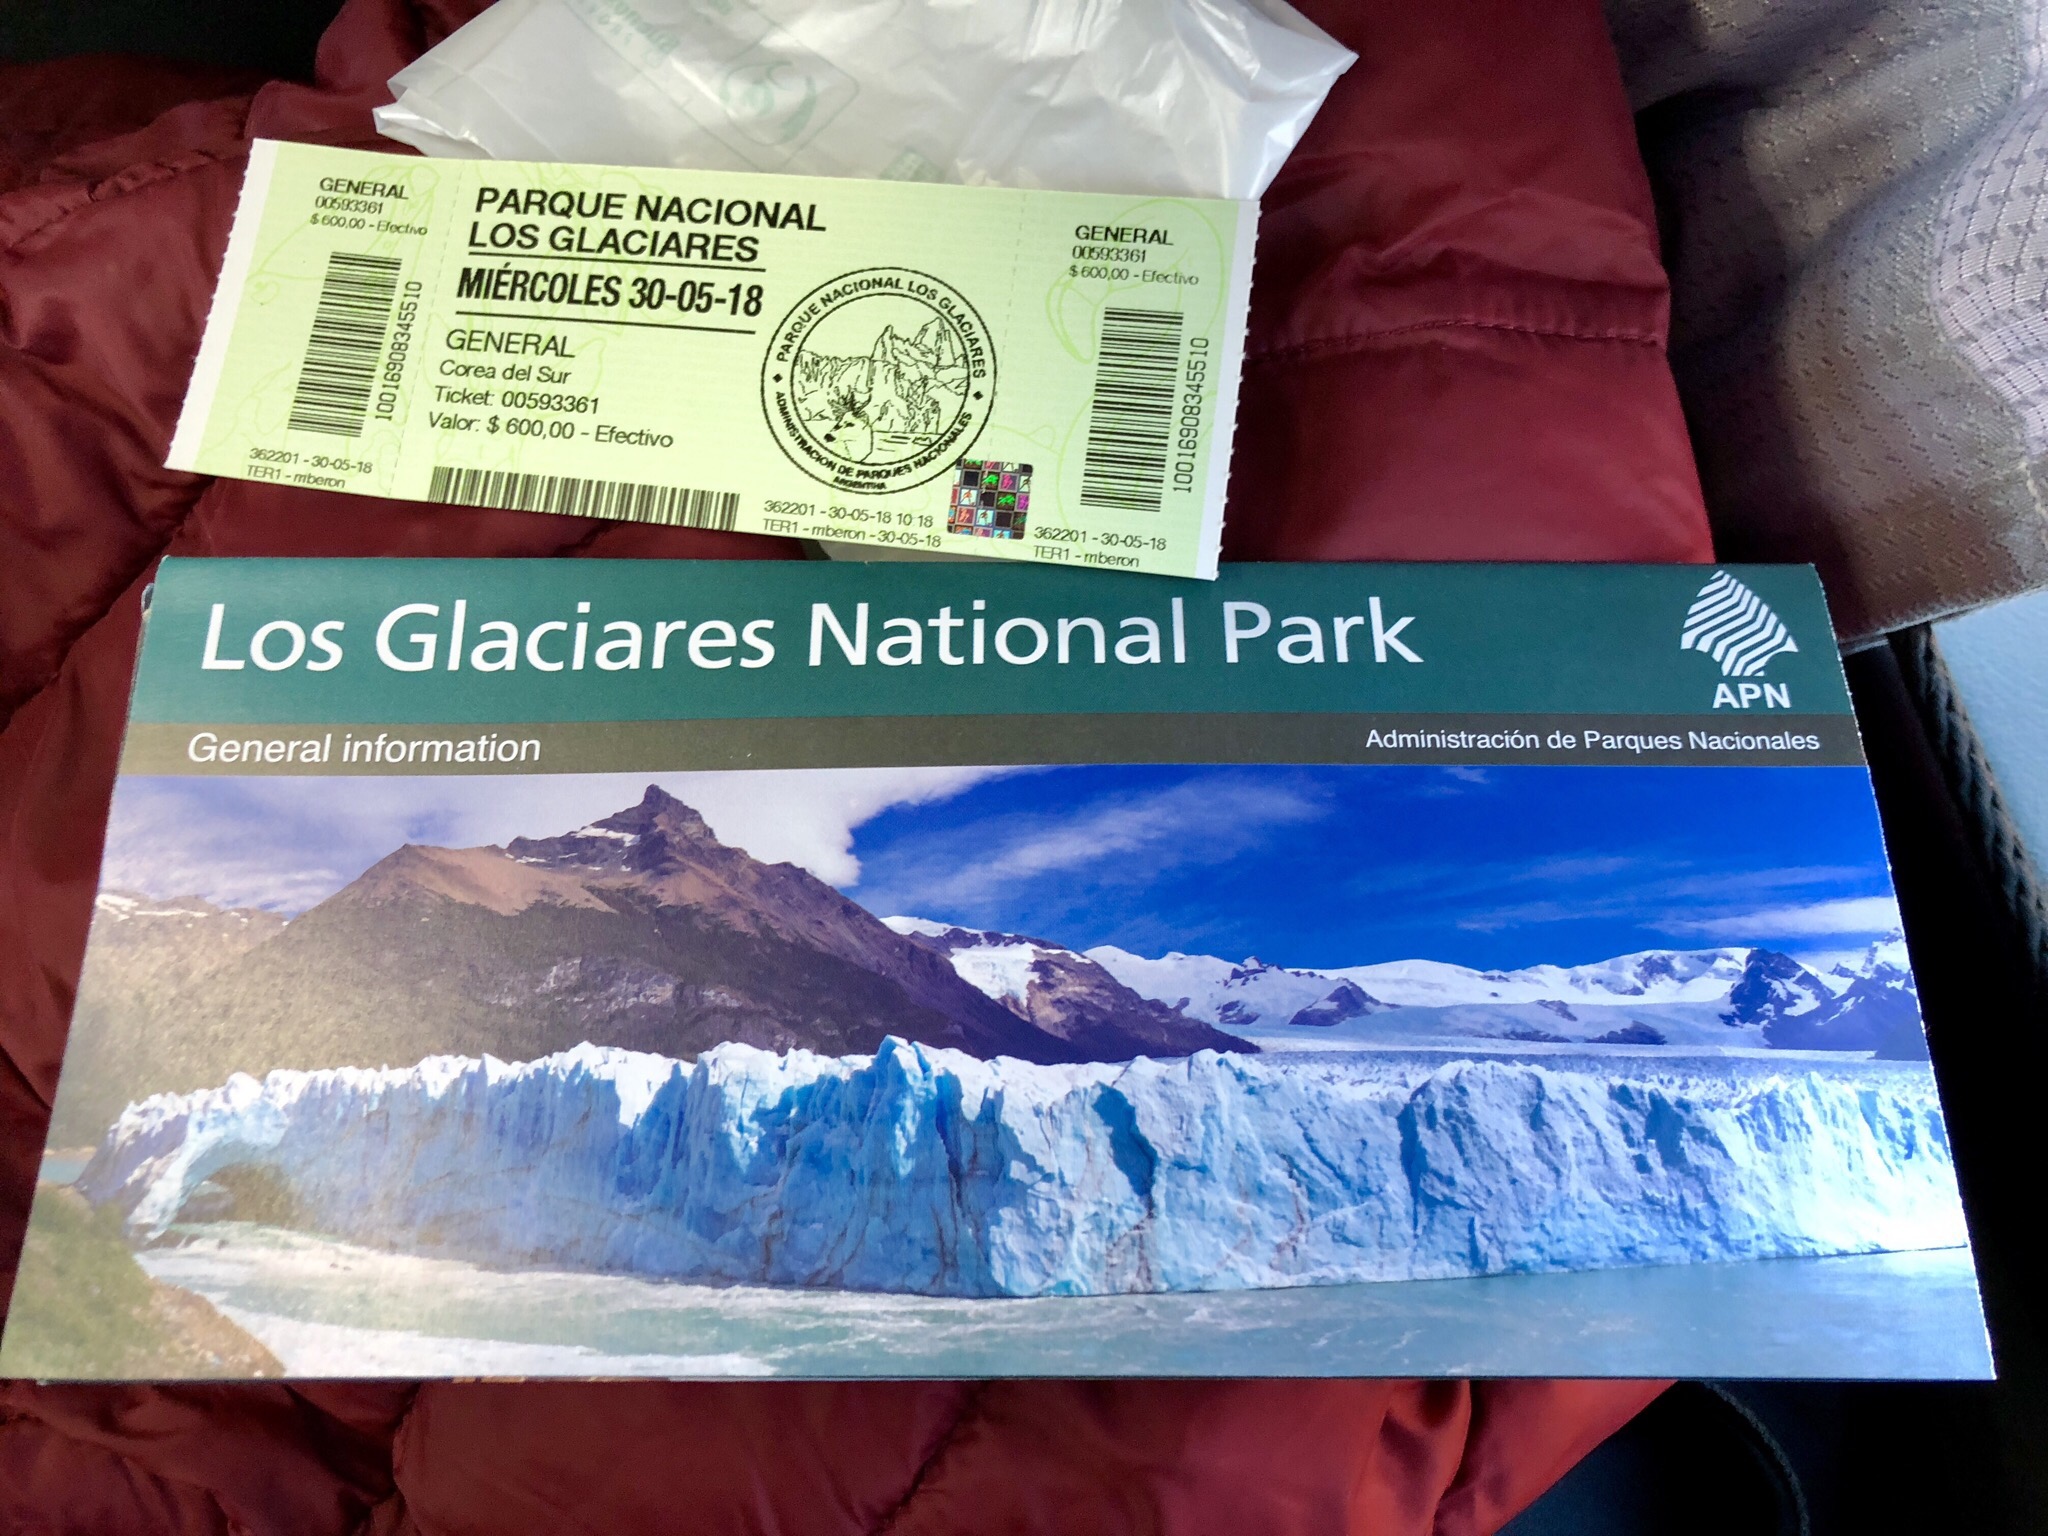 GENERAL
00593361
$ 600,00 - Efectivo
10016908345510
362201 - 30-05-18
TER1 - mberon
PARQUE NACIONAL
LOS GLACIARES
MIÉRCOLES 30-05-18
GENERAL
Corea del Sur
Ticket: 00593361
Valor: $ 600,00 - Efectivo
PARQUE NACIONAL LOS GLACIARES
ADMINISTRACION DE PARQUES NACIONALES
ARGENTINA
362201 - 30-05-18 10 18
TER1 - mberon - 30-05-18
GENERAL
00593361
$ 600,00 - Efectivo
10016908345510
362201 - 30-05-18
TER1 - mberon
Los Glaciares National Park
APN
General information
Administración de Parques Nacionales